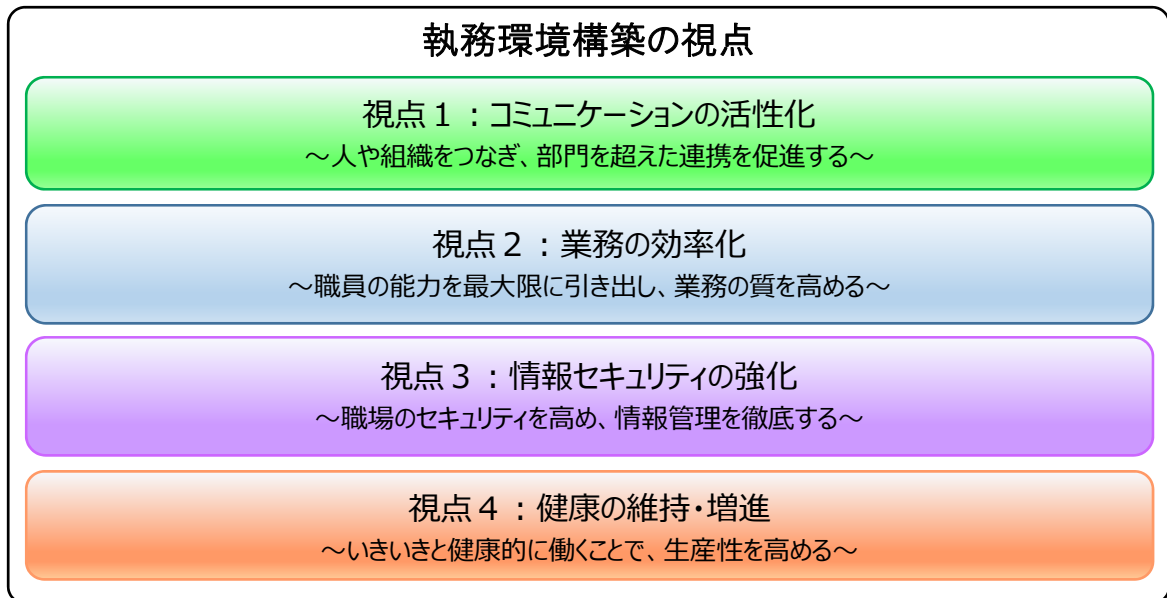 執務環境構築の視点
視点１：コミュニケーションの活性化
～人や組織をつなぎ、部門を超えた連携を促進する～
視点２：業務の効率化
～職員の能力を最大限に引き出し、業務の質を高める～
視点３：情報セキュリティの強化
～職場のセキュリティを高め、情報管理を徹底する～
視点４：健康の維持・増進
～いきいきと健康的に働くことで、生産性を高める～